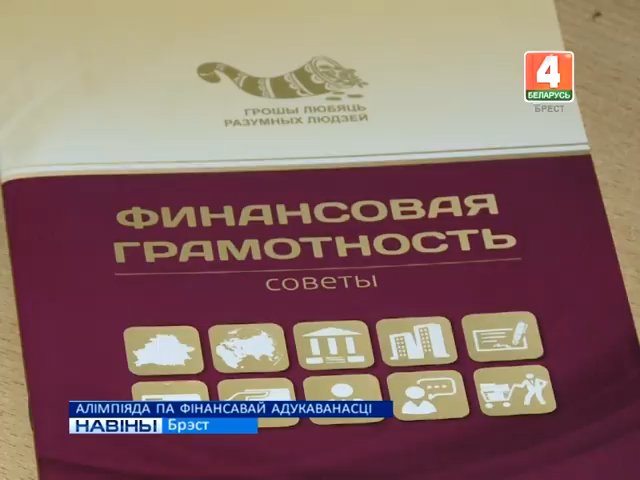 4
БЕЛАРУСЬ
БРЕСТ
ГРОШЫ ЛЮБЯЦЬ
РАЗУМНЫХ ЛЮДЗЕЙ
ФИНАНСОВАЯ
ГРАМОТНОСТЬ
советы
АЛІМПІЯДА ПА ФІНАНСАВАЙ АДУКАВАНАСЦІ
НАВІНЫ Брэст